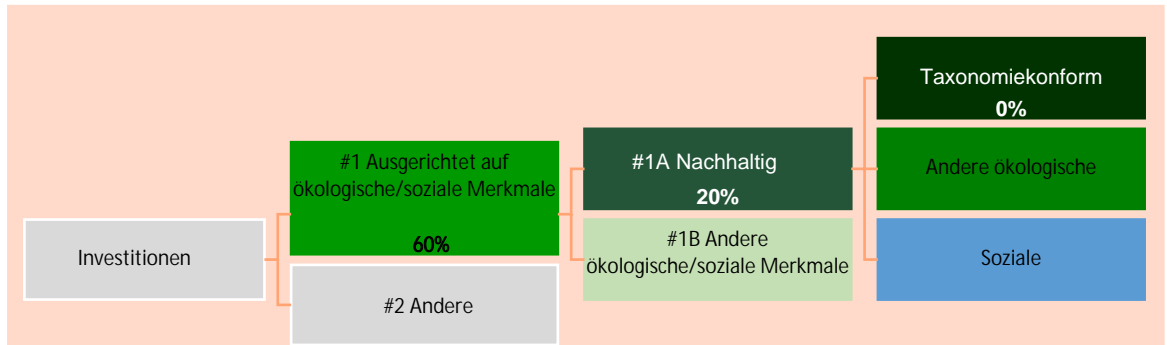 Investitionen
#1 Ausgerichtet auf
ökologische/soziale Merkmale
60%
#2 Andere
#1A Nachhaltig
20%
#1B Andere
ökologische/soziale Merkmale
Taxonomiekonform
0%
Andere ökologische
Soziale